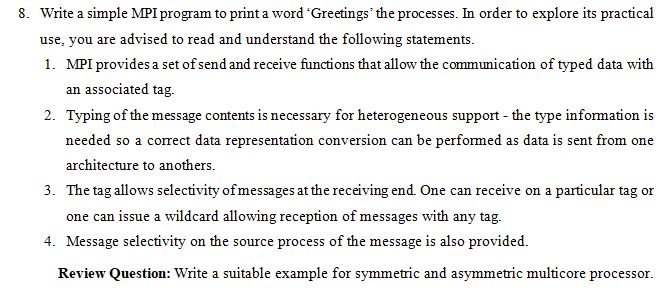 8. Write a simple MPI program to print a word ‘Greetings’ the processes. In order to explore its practical
use, you are advised to read and understand the following statements.
1. MPI provides a set of send and receive functions that allow the communication of typed data with
an associated tag.
2. Typing of the message contents is necessary for heterogeneous support - the type information is
needed so a correct data representation conversion can be performed as data is sent from one
architecture to anothers.
3. The tag allows selectivity of messages at the receiving end. One can receive on a particular tag or
one can issue a wildcard allowing reception of messages with any tag.
4. Message selectivity on the source process of the message is also provided.
Review Question: Write a suitable example for symmetric and asymmetric multicore processor.